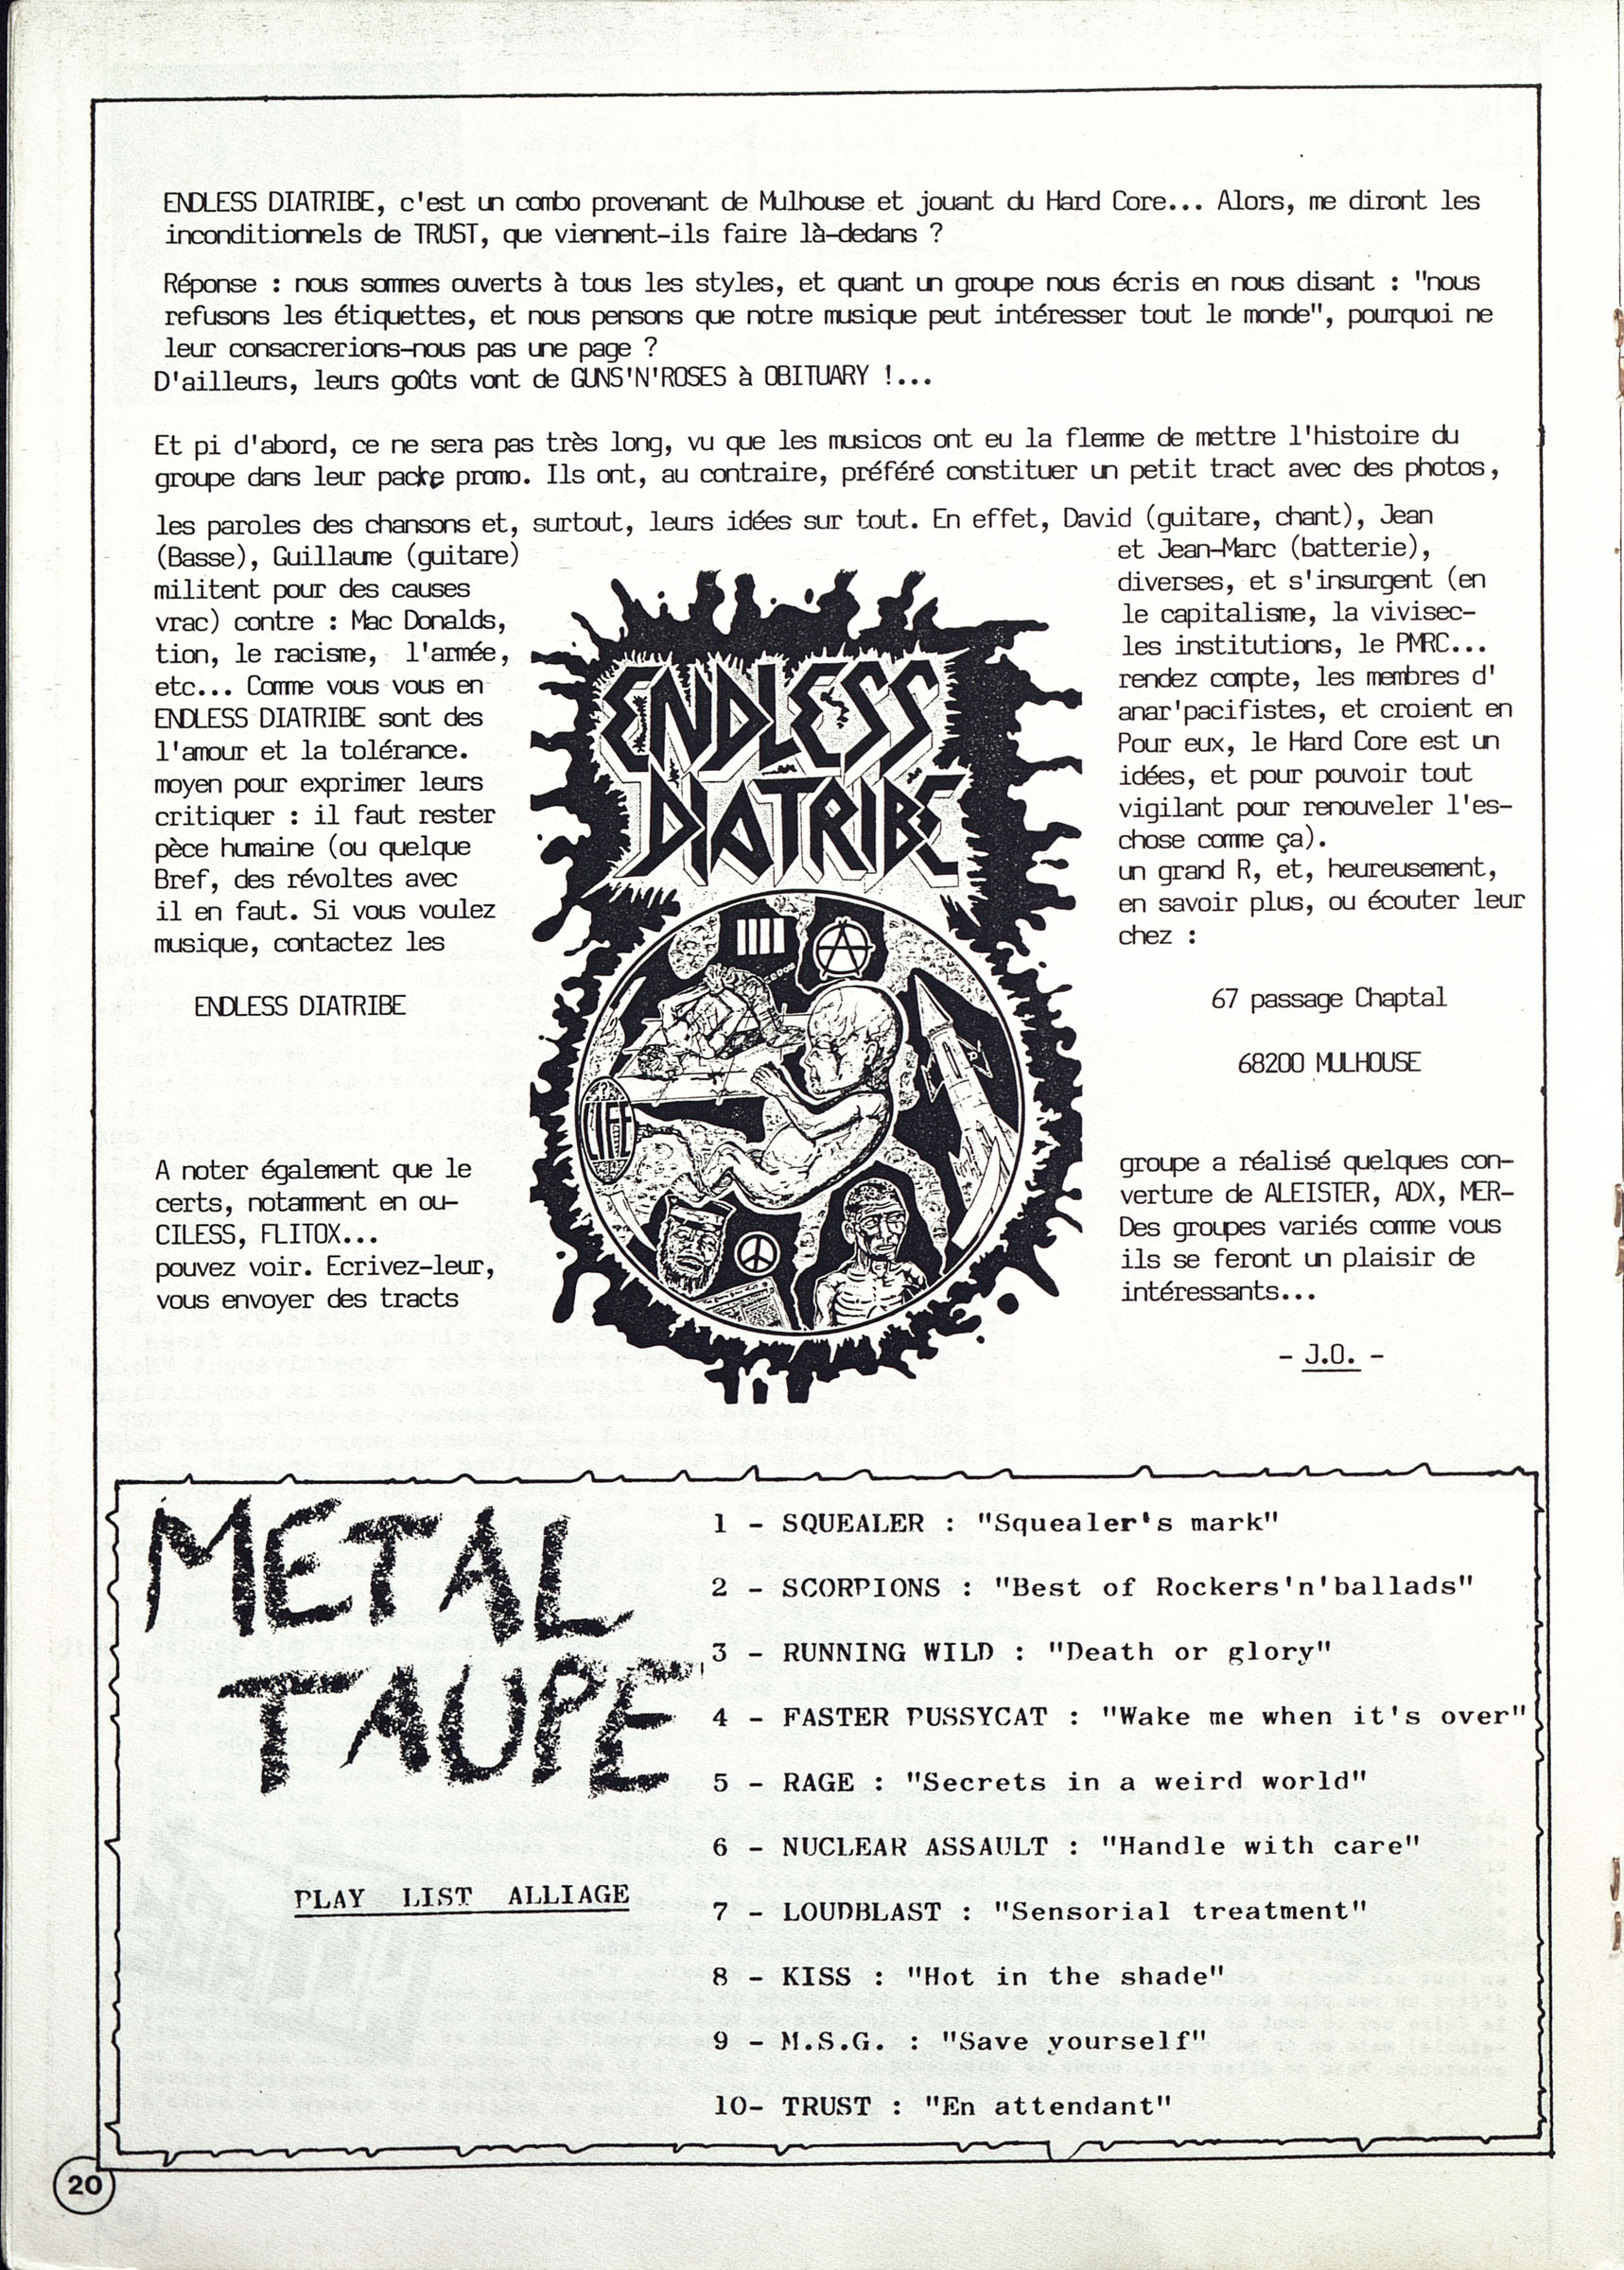 ENDLESS DIATRIBE, c'est un combo provenant de Mulhouse et jouant du Hard Core... Alors, me diront les
inconditionnels de TRUST, que viennent-ils faire là-dedans ?
Réponse : nous sommes ouverts à tous les styles, et quant un groupe nous écris en nous disant : "nous
refusons les étiquettes, et nous pensons que notre musique peut intéresser tout le monde", pourquoi ne
leur consacrerions-nous pas une page ?
D'ailleurs, leurs goûts vont de GUNS'N'ROSES à OBITUARY !...
Et pi d'abord, ce ne sera pas très long, vu que les musicos ont eu la flemme de mettre l'histoire du
groupe dans leur packe promo. Ils ont, au contraire, préféré constituer un petit tract avec des photos,
les paroles des chansons et, surtout, leurs idées sur tout. En effet, David (guitare, chant), Jean
(Basse), Guillaume (guitare) et Jean-Marc (batterie),
militent pour des causes diverses, et s'insurgent (en
vrac) contre : Mac Donalds, le capitalisme, la vivisec-
tion, le racisme, l'armée, les institutions, le PMRC...
etc... Comme vous vous en rendez compte, les membres d'
ENDLESS DIATRIBE sont des anar'pacifistes, et croient en
l'amour et la tolérance. Pour eux, le Hard Core est un
moyen pour exprimer leurs idées, et pour pouvoir tout
critiquer : il faut rester vigilant pour renouveler l'es-
pèce humaine (ou quelque chose comme ça).
Bref, des révoltes avec un grand R, et, heureusement,
il en faut. Si vous voulez en savoir plus, ou écouter leur
musique, contactez les chez :
ENDLESS DIATRIBE 67 passage Chaptal
68200 MULHOUSE
A noter également que le groupe a réalisé quelques con-
certs, notamment en ou- verture de ALEISTER, ADX, MER-
CILESS, FLITOX... Des groupes variés comme vous
pouvez voir. Ecrivez-leur, ils se feront un plaisir de
vous envoyer des tracts intéressants...
- J.O. -
ENDLESS
DIATRIBE
LIFE
METAL
TAUPE
PLAY LIST ALLIAGE
1 - SQUEALER : "Squealer's mark"
2 - SCORPIONS : "Best of Rockers'n'ballads"
3 - RUNNING WILD : "Death or glory"
4 - FASTER PUSSYCAT : "Wake me when it's over"
5 - RAGE : "Secrets in a weird world"
6 - NUCLEAR ASSAULT : "Handle with care"
7 - LOUDBLAST : "Sensorial treatment"
8 - KISS : "Hot in the shade"
9 - M.S.G. : "Save yourself"
10- TRUST : "En attendant"
20